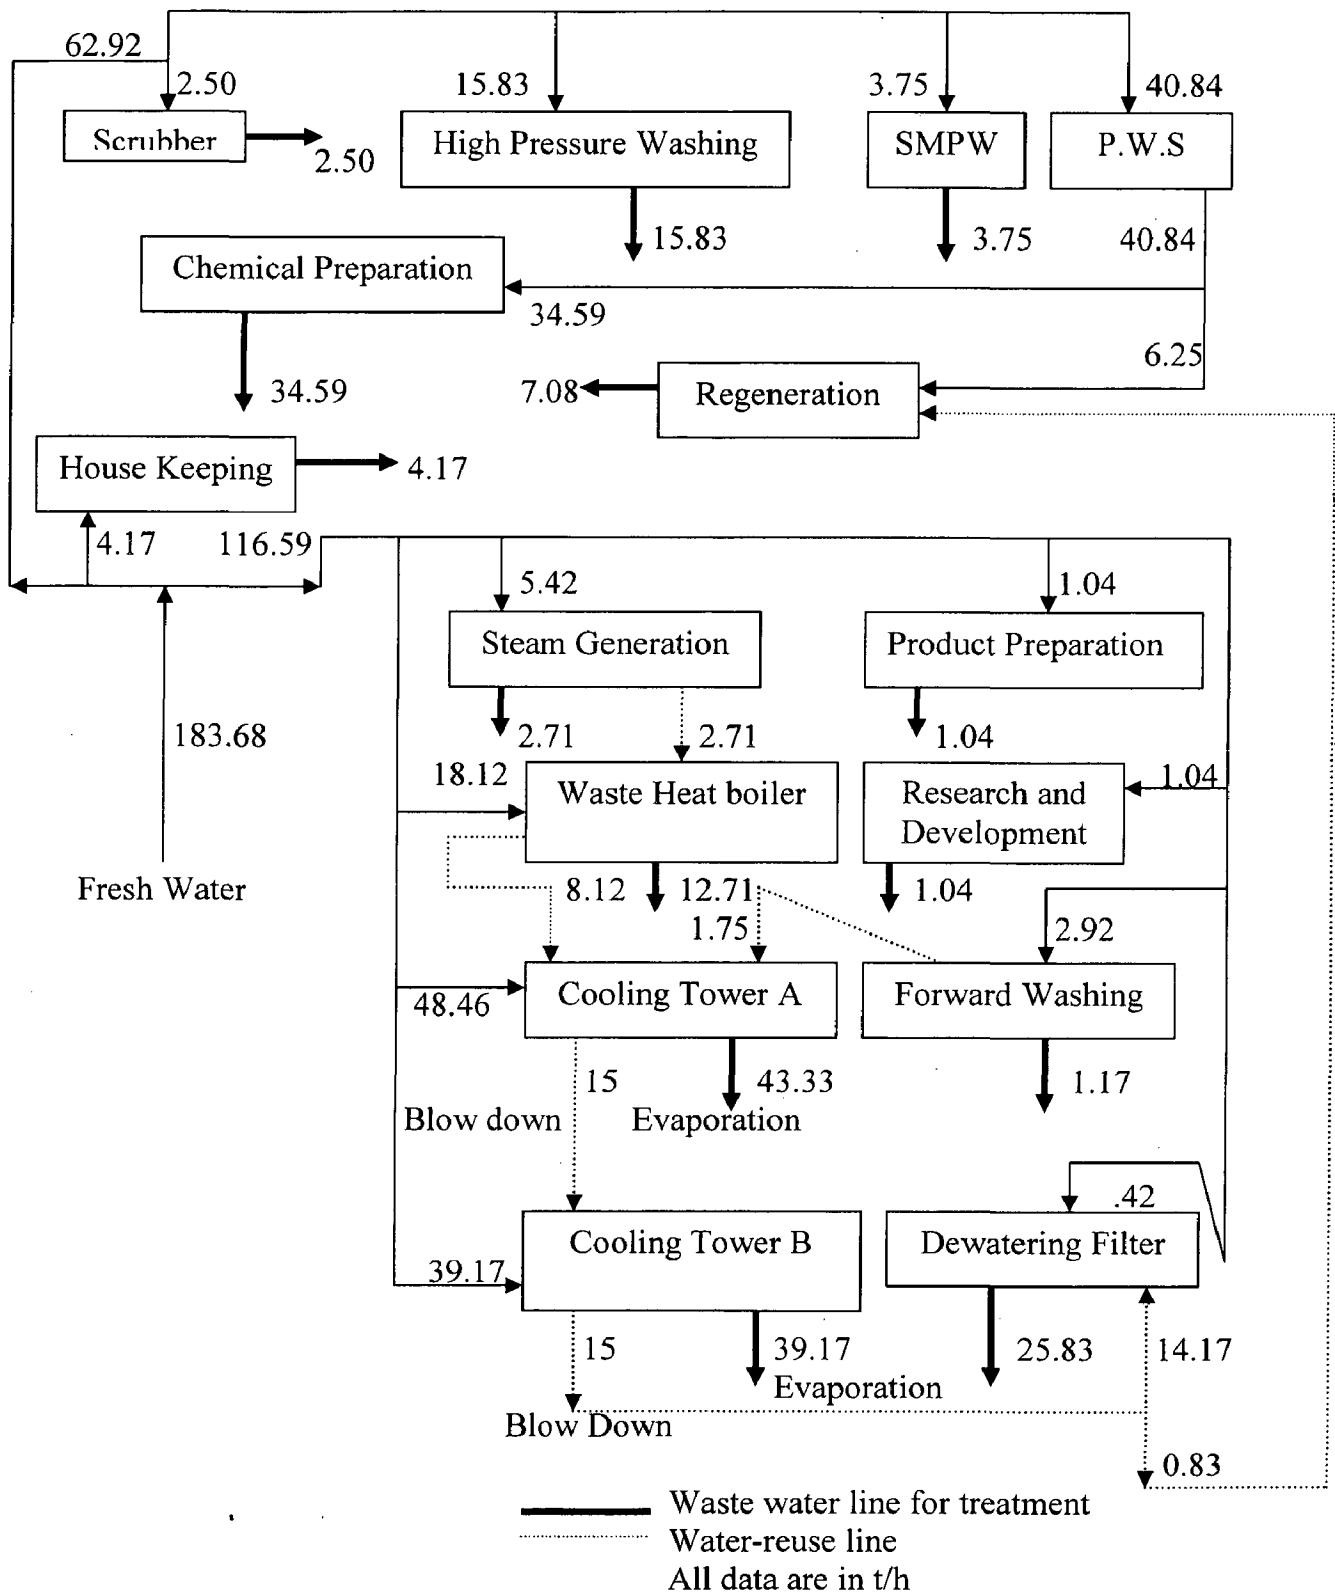 62.92
2.50
15.83
3.75
40.84
Scrubber
High Pressure Washing
SMPW
P.W.S
2.50
15.83
3.75
40.84
Chemical Preparation
34.59
6.25
34.59
7.08
Regeneration
House Keeping
4.17
4.17
116.59
5.42
1.04
Steam Generation
Product Preparation
183.68
2.71
2.71
1.04
18.12
Waste Heat boiler
Research and
Development
1.04
Fresh Water
8.12
12.71
1.04
1.75
2.92
Cooling Tower A
Forward Washing
48.46
15
43.33
1.17
Blow down
Evaporation
.42
Cooling Tower B
Dewatering Filter
39.17
15
39.17
25.83
14.17
Evaporation
Blow Down
0.83
Waste water line for treatment
Water-reuse line
All data are in t/h